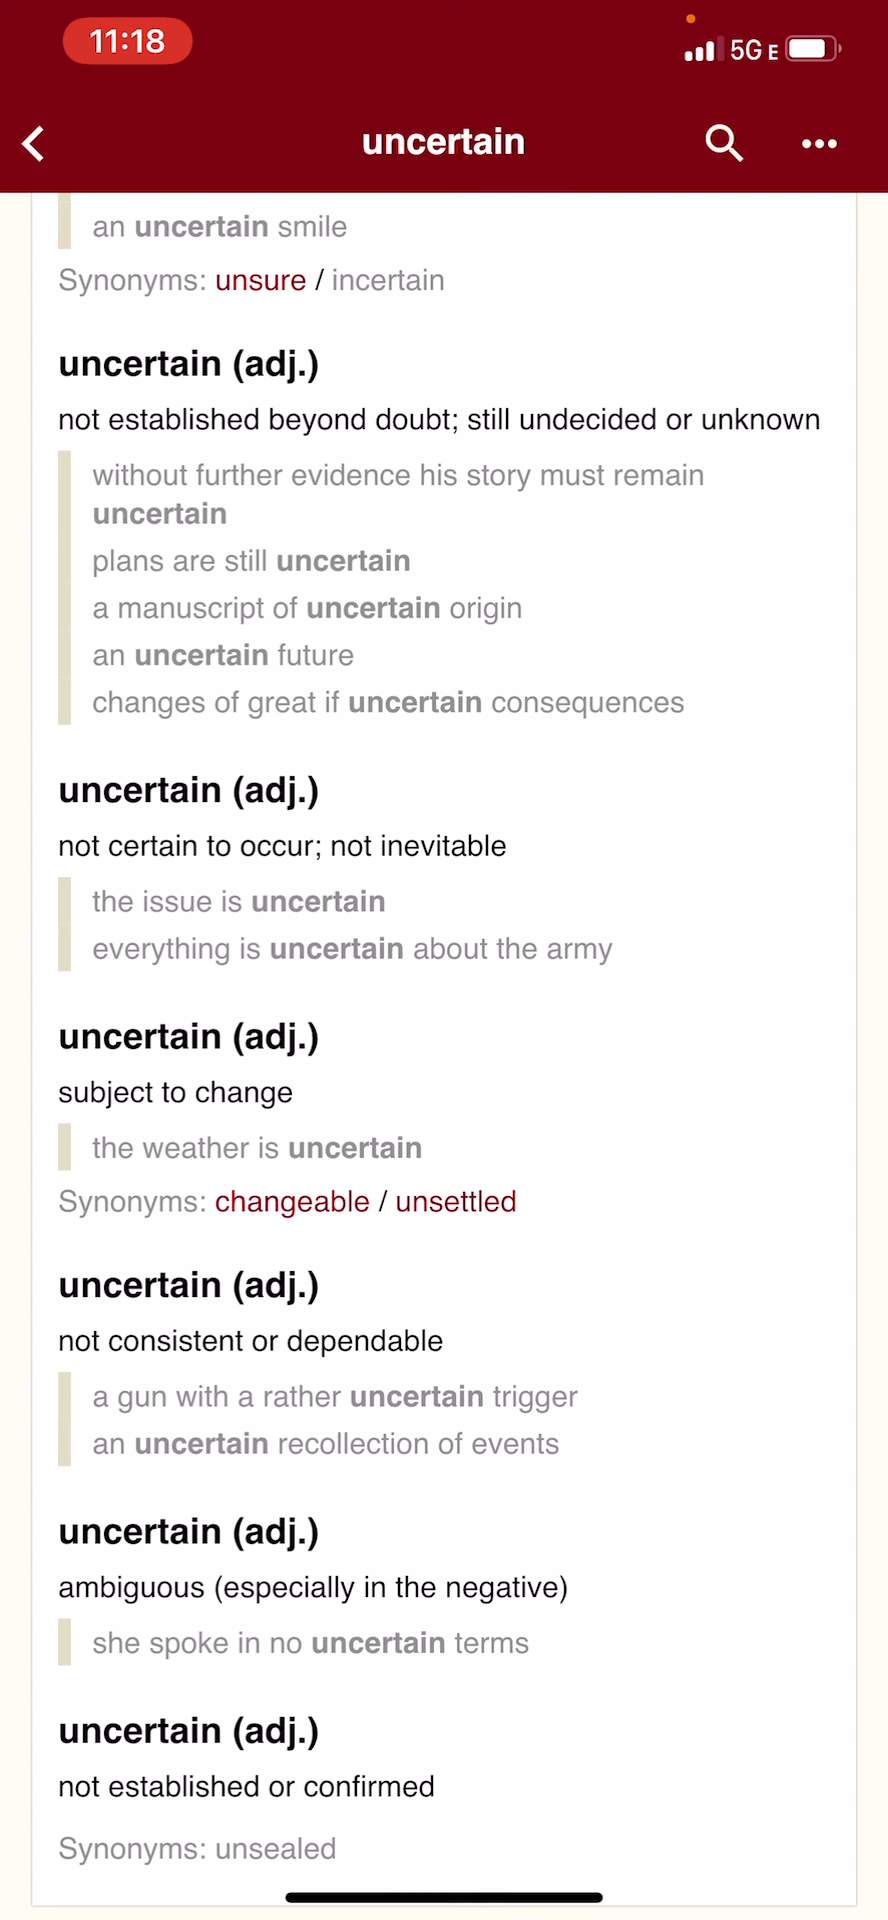 11:18
5G E
uncertain
an uncertain smile
Synonyms: unsure / incertain
uncertain (adj.)
not established beyond doubt; still undecided or unknown
without further evidence his story must remain
uncertain
plans are still uncertain
a manuscript of uncertain origin
an uncertain future
changes of great if uncertain consequences
uncertain (adj.)
not certain to occur; not inevitable
the issue is uncertain
everything is uncertain about the army
uncertain (adj.)
subject to change
the weather is uncertain
Synonyms: changeable / unsettled
uncertain (adj.)
not consistent or dependable
a gun with a rather uncertain trigger
an uncertain recollection of events
uncertain (adj.)
ambiguous (especially in the negative)
she spoke in no uncertain terms
uncertain (adj.)
not established or confirmed
Synonyms: unsealed